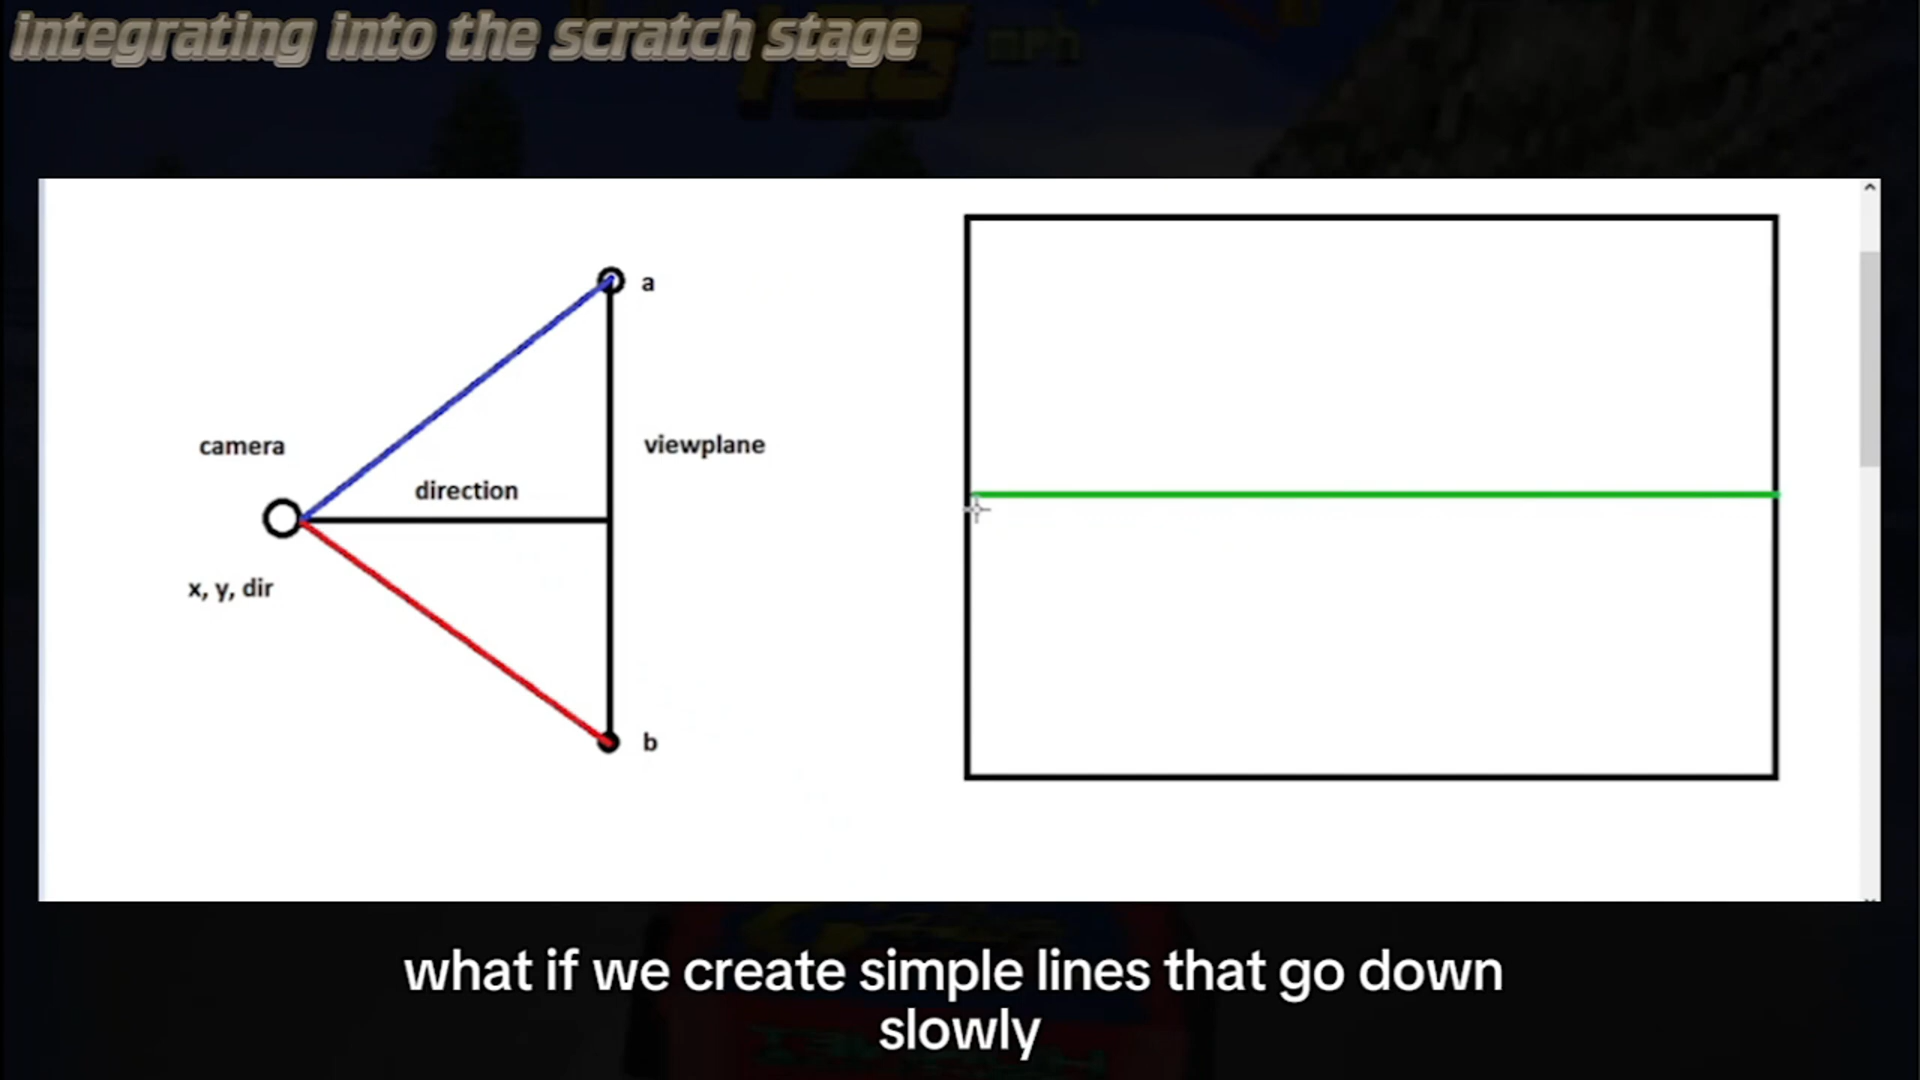 integrating into the scratch stage
mph
a
camera
viewplane
direction
x, y, dir
b
what if we create simple lines that go down
slowly